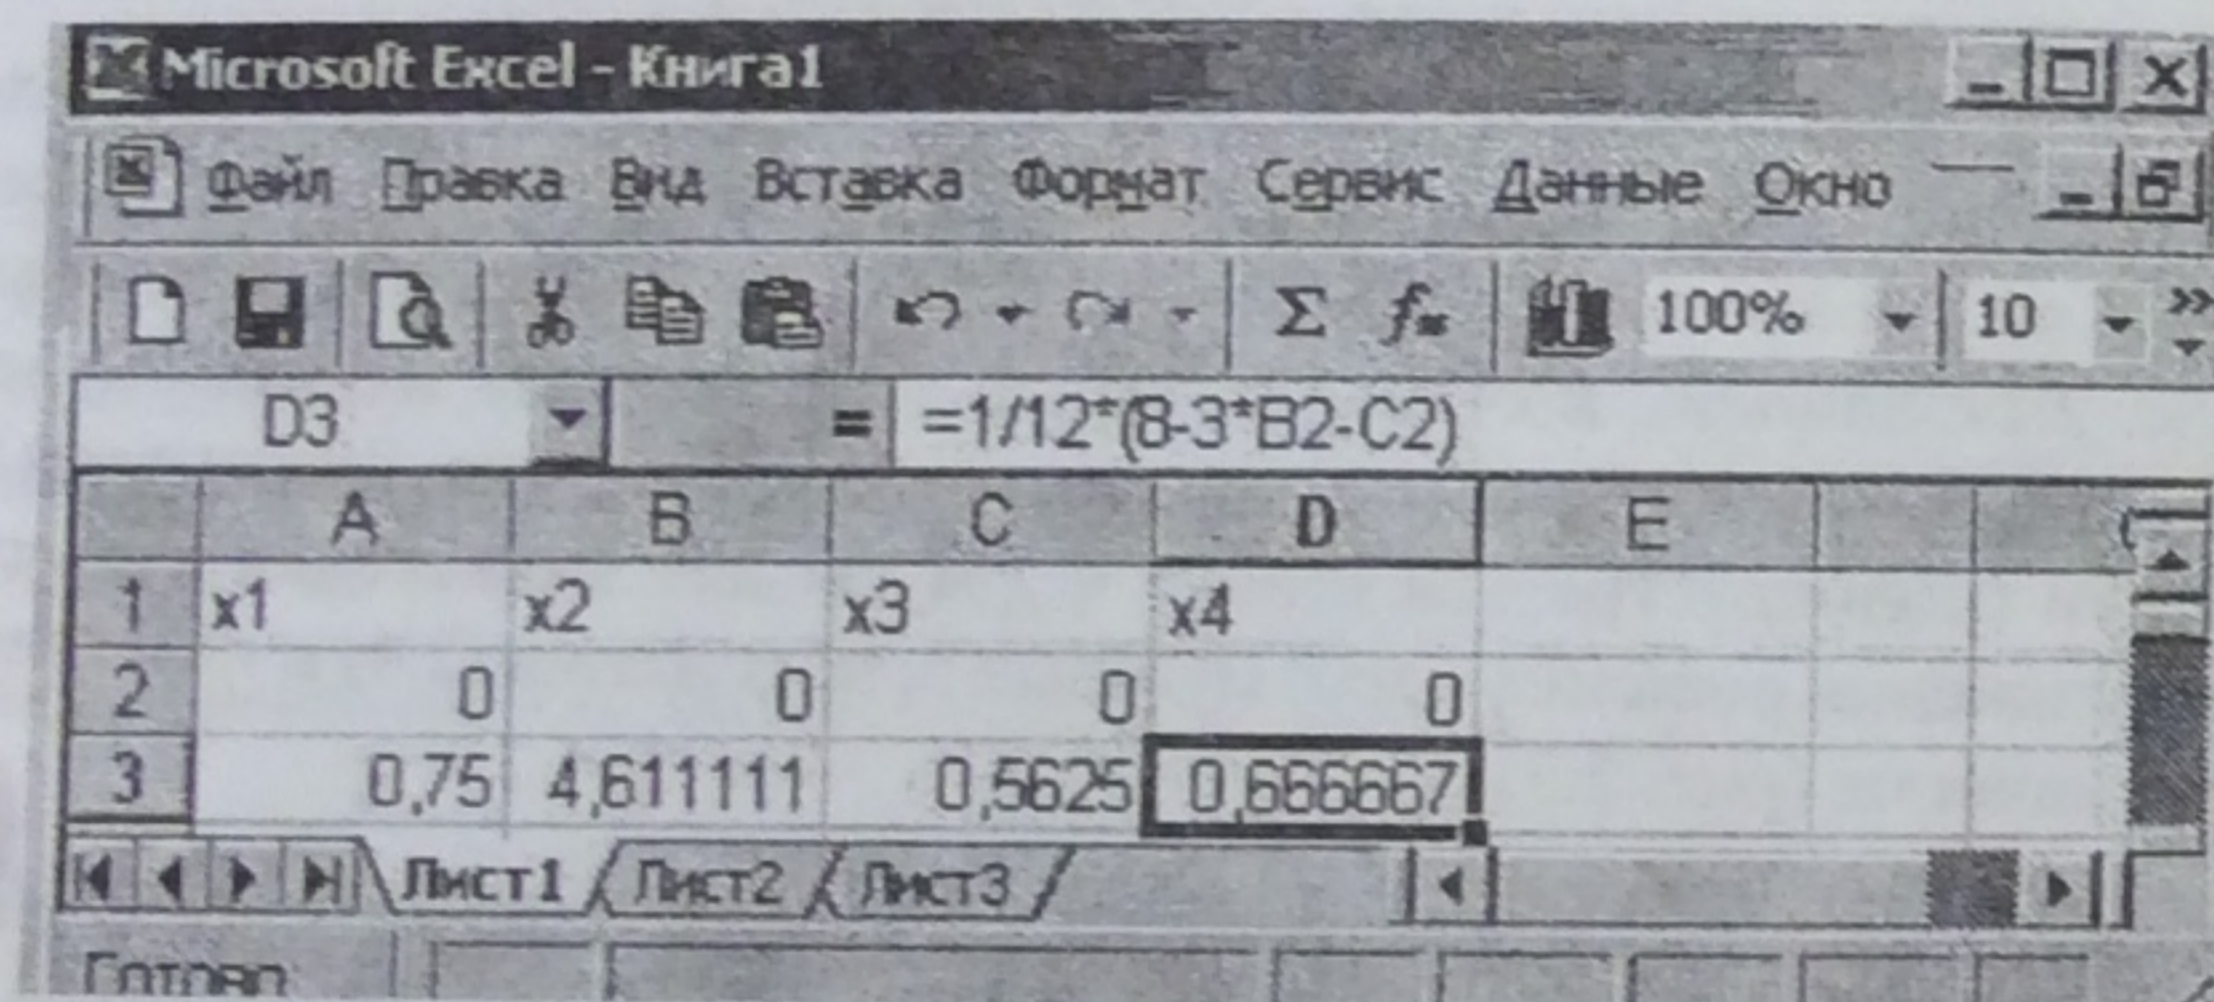 Microsoft Excel - Книга1
Файл Правка Вид Вставка Формат Сервис Данные Окно
Σ fx 100% 10 »
D3 = =1/12*(8-3*B2-C2)
A B C D E
1 x1 x2 x3 x4
2 0 0 0 0
3 0,75 4,611111 0,5625 0,666667
Лист1 Лист2 Лист3
Готово